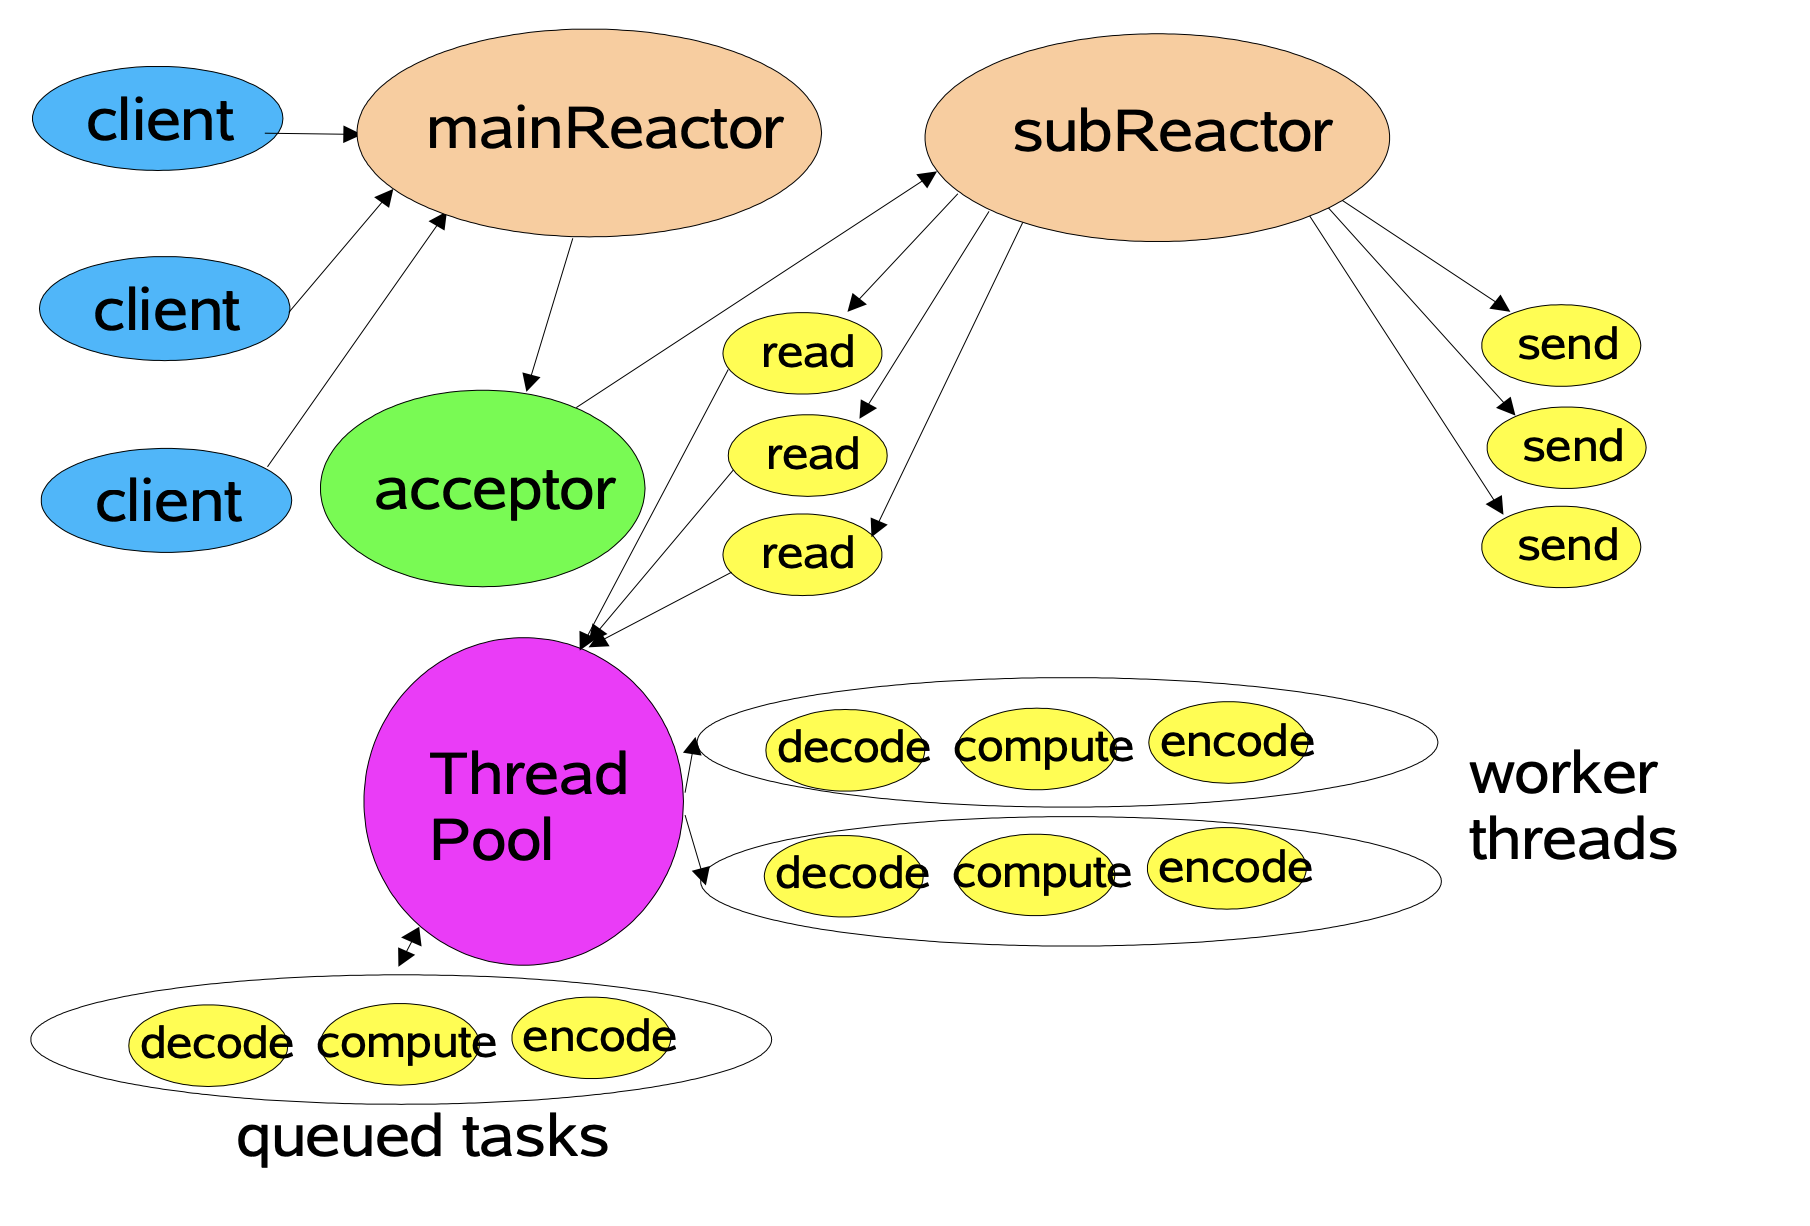 client
mainReactor
subReactor
client
client
acceptor
read
read
read
send
send
send
Thread
Pool
decode
compute
encode
decode
compute
encode
worker
threads
decode
compute
encode
queued tasks